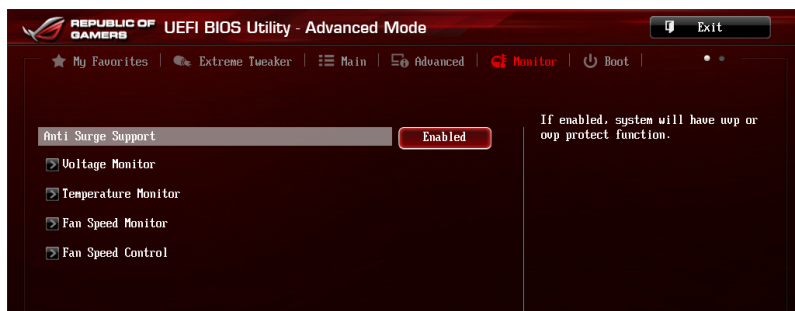 REPUBLIC OF
GAMERS
UEFI BIOS Utility - Advanced Mode
Exit
My Favorites
Extreme Tweaker
Main
Advanced
Monitor
Boot
Anti Surge Support
Enabled
If enabled, system will have uvp or
ovp protect function.
Voltage Monitor
Temperature Monitor
Fan Speed Monitor
Fan Speed Control